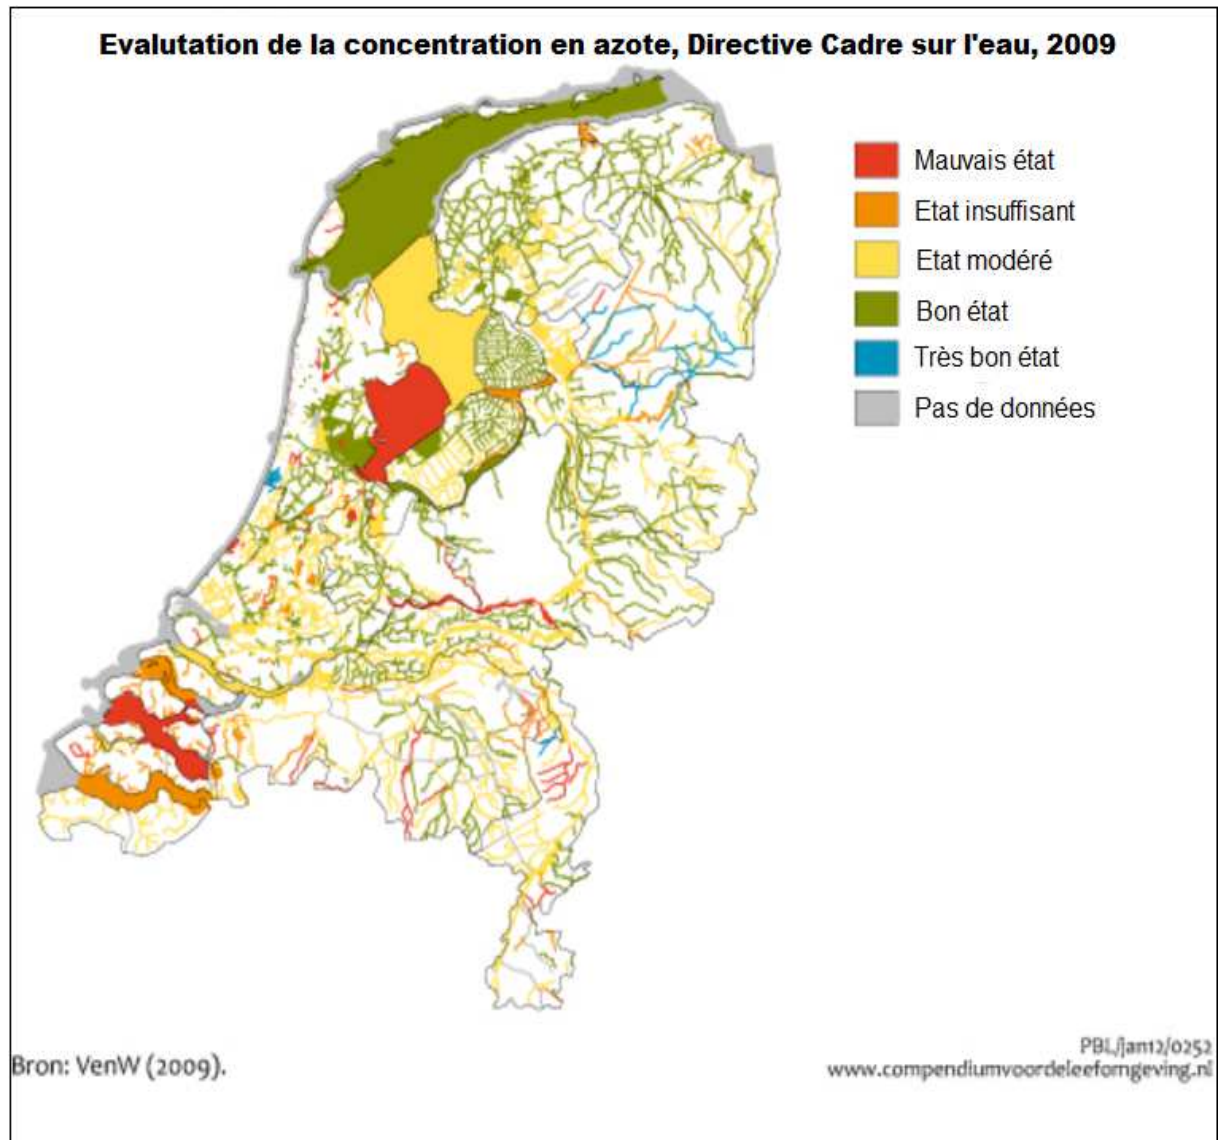 Evalutation de la concentration en azote, Directive Cadre sur l'eau, 2009
Mauvais état
Etat insuffisant
Etat modéré
Bon état
Très bon état
Pas de données
Bron: VenW (2009).
PBL/jan12/0252
www.compendiumvoordeleefomgeving.nl